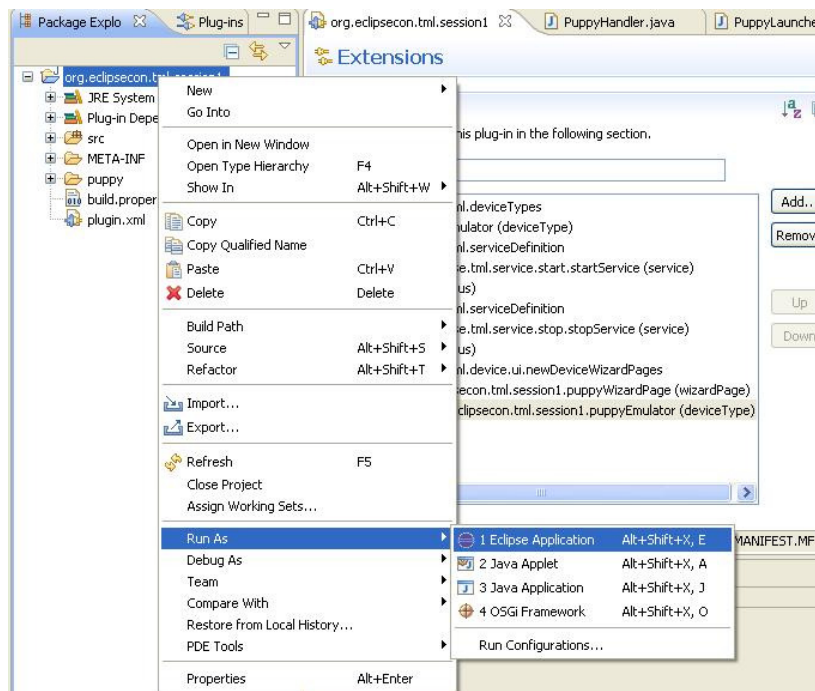 Package Explo
Plug-ins
org.eclipsecon.tml.session1
PuppyHandler.java
PuppyLaunche
Extensions
org.eclipsecon.tml.session1
JRE System
Plug-in Depe
src
META-INF
puppy
build.proper
plugin.xml
his plug-in in the following section.
ml.deviceTypes
ulator (deviceType)
ml.serviceDefinition
e.tml.service.start.startService (service)
us)
ml.serviceDefinition
e.tml.service.stop.stopService (service)
us)
ml.device.ui.newDeviceWizardPages
econ.tml.session1.puppyWizardPage (wizardPage)
clipsecon.tml.session1.puppyEmulator (deviceType)
Add..
Remov
Up
Down
MANIFEST.MF
New
Go Into
Open in New Window
Open Type Hierarchy F4
Show In Alt+Shift+W
Copy Ctrl+C
Copy Qualified Name
Paste Ctrl+V
Delete Delete
Build Path
Source Alt+Shift+S
Refactor Alt+Shift+T
Import...
Export...
Refresh F5
Close Project
Assign Working Sets...
Run As
Debug As
Team
Compare With
Restore from Local History...
PDE Tools
Properties Alt+Enter
1 Eclipse Application Alt+Shift+X, E
2 Java Applet Alt+Shift+X, A
3 Java Application Alt+Shift+X, J
4 OSGi Framework Alt+Shift+X, O
Run Configurations...